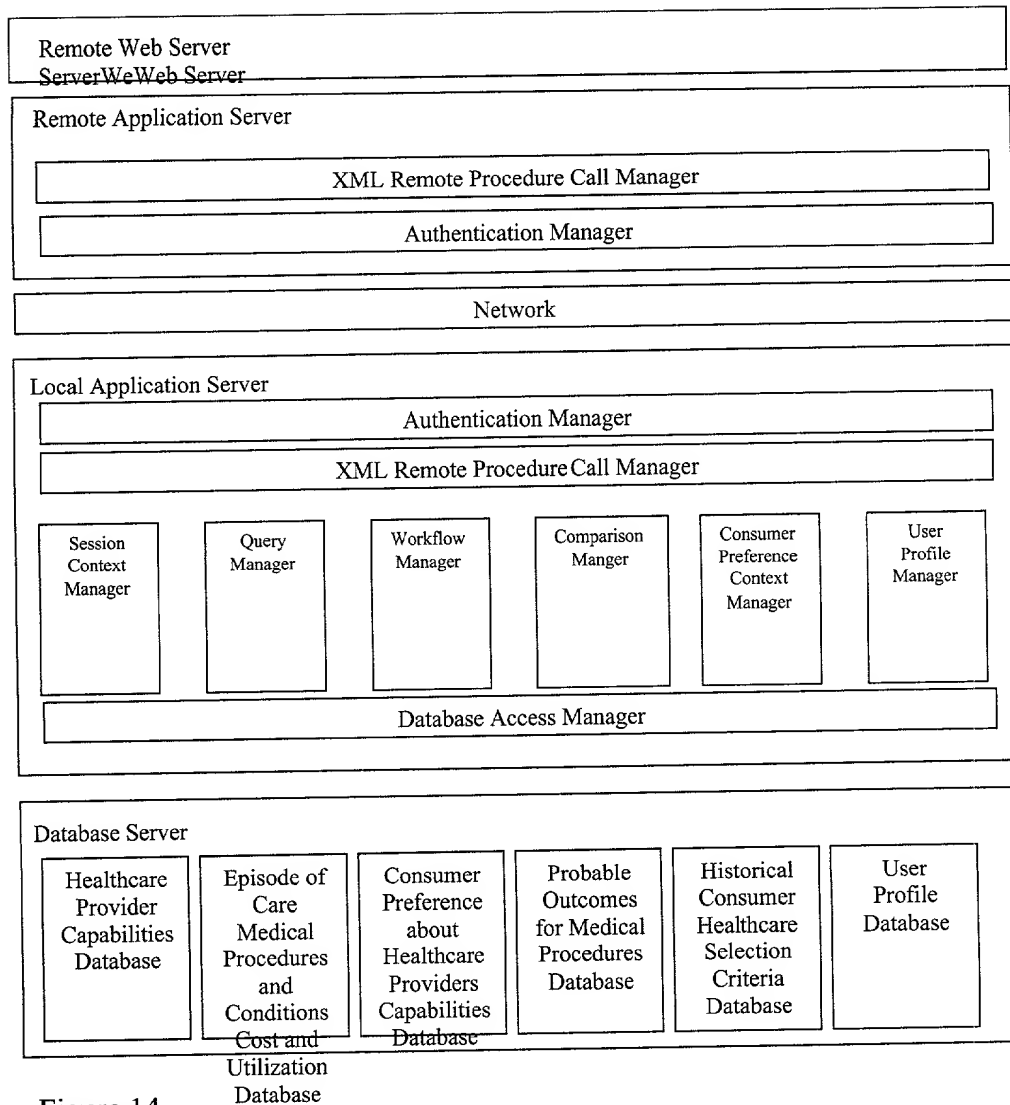 Remote Web Server
ServerWeWeb Server
Remote Application Server
XML Remote Procedure Call Manager
Authentication Manager
Network
Local Application Server
Authentication Manager
XML Remote Procedure Call Manager
Session
Context
Manager
Query
Manager
Workflow
Manager
Comparison
Manger
Consumer
Preference
Context
Manager
User
Profile
Manager
Database Access Manager
Database Server
Healthcare
Provider
Capabilities
Database
Episode of
Care
Medical
Procedures
and
Conditions
Cost and
Utilization
Database
Consumer
Preference
about
Healthcare
Providers
Capabilities
Database
Probable
Outcomes
for Medical
Procedures
Database
Historical
Consumer
Healthcare
Selection
Criteria
Database
User
Profile
Database
Figure 14